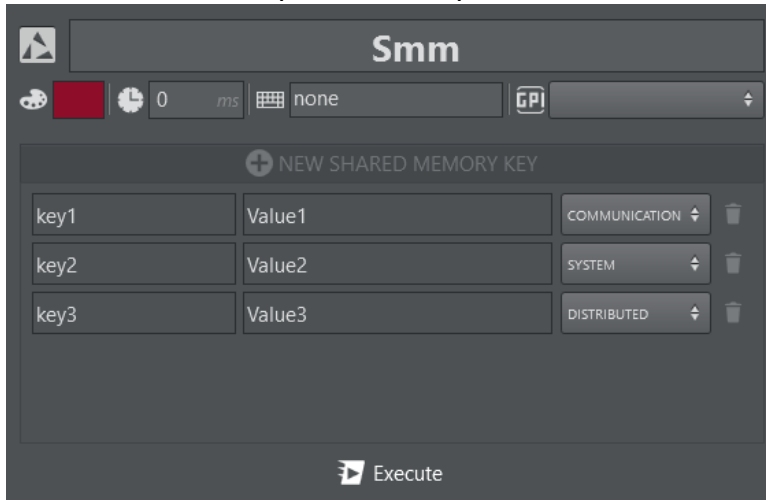 Smm
0 ms none GPI
NEW SHARED MEMORY KEY
key1 Value1 COMMUNICATION
key2 Value2 SYSTEM
key3 Value3 DISTRIBUTED
Execute